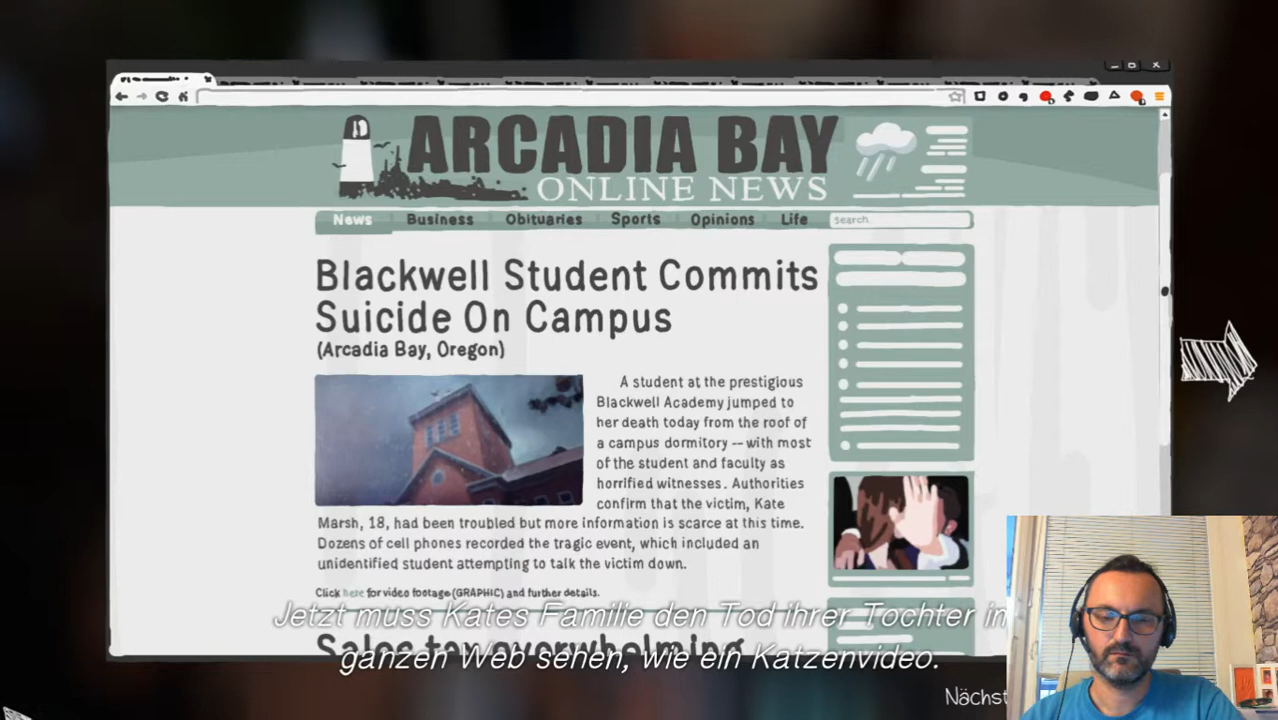 ARCADIA BAY
ONLINE NEWS
News Business Obituaries Sports Opinions Life search
Blackwell Student Commits
Suicide On Campus
(Arcadia Bay, Oregon)
A student at the prestigious
Blackwell Academy jumped to
her death today from the roof of
a campus dormitory -- with most
of the student and faculty as
horrified witnesses. Authorities
confirm that the victim, Kate
Marsh, 18, had been troubled but more information is scarce at this time.
Dozens of cell phones recorded the tragic event, which included an
unidentified student attempting to talk the victim down.
Click here for video footage (GRAPHIC) and further details.
Jetzt muss Kates Familie den Tod ihrer Tochter im
Sales tax overwhelming
ganzen Web sehen, wie ein Katzenvideo.
Nächst